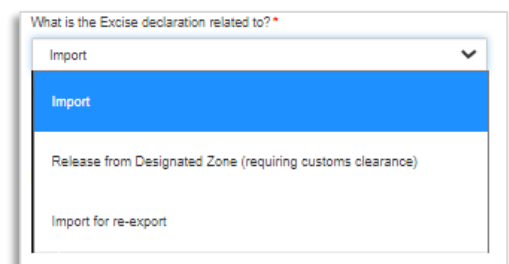 What is the Excise declaration related to? *
Import
Import
Release from Designated Zone (requiring customs clearance)
Import for re-export